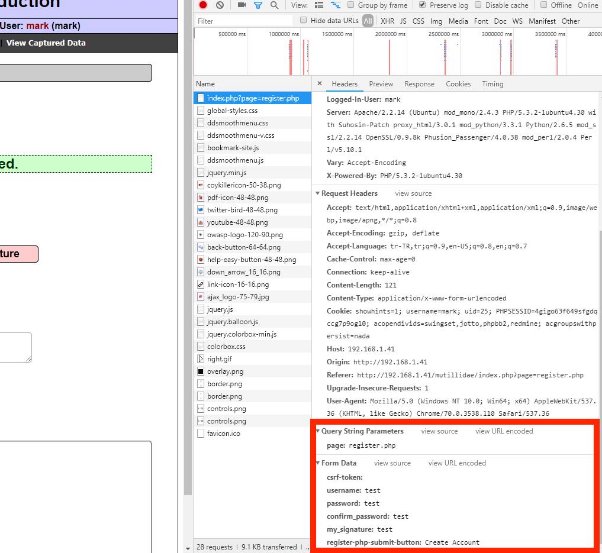 duction
User: mark (mark)
View Captured Data
ed.
ture
View:
Group by frame
Preserve log
Disable cache
Offline
Online
Filter
Hide data URLs
All
XHR JS CSS Img Media Font Doc WS Manifest Other
500000 ms
1000000 ms
1500000 ms
2000000 ms
2500000 ms
3000000 ms
3500000 ms
Name
index.php?page=register.php
global-styles.css
ddsmoothmenu.css
ddsmoothmenu-v.css
bookmark-site.js
ddsmoothmenu.js
jquery.min.js
coykillericon-50-38.png
pdf-icon-48-48.png
twitter-bird-48-48.png
youtube-48-48.png
owasp-logo-120-90.png
back-button-64-64.png
help-easy-button-48-48.png
down_arrow_16_16.png
link-icon-16-16.png
ajax_logo-75-79.jpg
jquery.js
jquery.balloon.js
jquery.colorbox-min.js
colorbox.css
right.gif
overlay.png
border.png
border.png
controls.png
controls.png
favicon.ico
28 requests | 9.1 KB transferred | ..
× Headers Preview Response Cookies Timing
Logged-In-User: mark
Server: Apache/2.2.14 (Ubuntu) mod_mono/2.4.3 PHP/5.3.2-1ubuntu4.30 wi
th Suhosin-Patch proxy_html/3.0.1 mod_python/3.3.1 Python/2.6.5 mod_s
sl/2.2.14 OpenSSL/0.9.8k Phusion_Passenger/4.0.38 mod_perl/2.0.4 Per
l/v5.10.1
Vary: Accept-Encoding
X-Powered-By: PHP/5.3.2-1ubuntu4.30
Request Headers view source
Accept: text/html,application/xhtml+xml,application/xml;q=0.9,image/we
bp,image/apng,*/*;q=0.8
Accept-Encoding: gzip, deflate
Accept-Language: tr-TR,tr;q=0.9,en-US;q=0.8,en;q=0.7
Cache-Control: max-age=0
Connection: keep-alive
Content-Length: 121
Content-Type: application/x-www-form-urlencoded
Cookie: showhints=1; username=mark; uid=25; PHPSESSID=4gigo63f649sfgdq
ccg7p9ogl0; acopendivids=swingset,jotto,phpbb2,redmine; acgroupswithp
ersist=nada
Host: 192.168.1.41
Origin: http://192.168.1.41
Referer: http://192.168.1.41/mutillidae/index.php?page=register.php
Upgrade-Insecure-Requests: 1
User-Agent: Mozilla/5.0 (Windows NT 10.0; Win64; x64) AppleWebKit/537.
36 (KHTML, like Gecko) Chrome/70.0.3538.110 Safari/537.36
Query String Parameters view source view URL encoded
page: register.php
Form Data view source view URL encoded
csrf-token:
username: test
password: test
confirm_password: test
my_signature: test
register-php-submit-button: Create Account